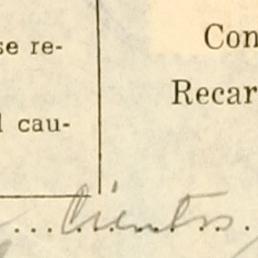 se re-
l cau-
Con
Recar
Cientos